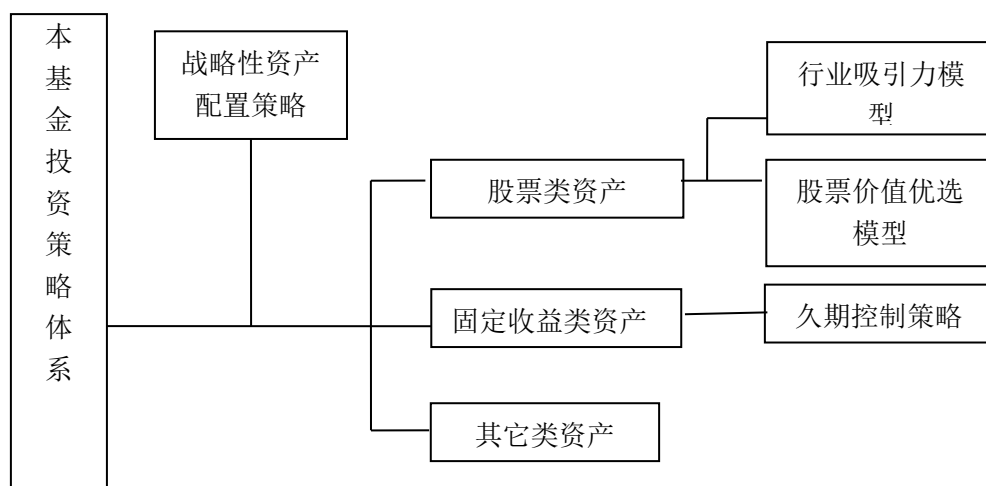 本
基
金
投
资
策
略
体
系
战略性资产
配置策略
行业吸引力模
型
股票类资产
股票价值优选
模型
固定收益类资产
久期控制策略
其它类资产